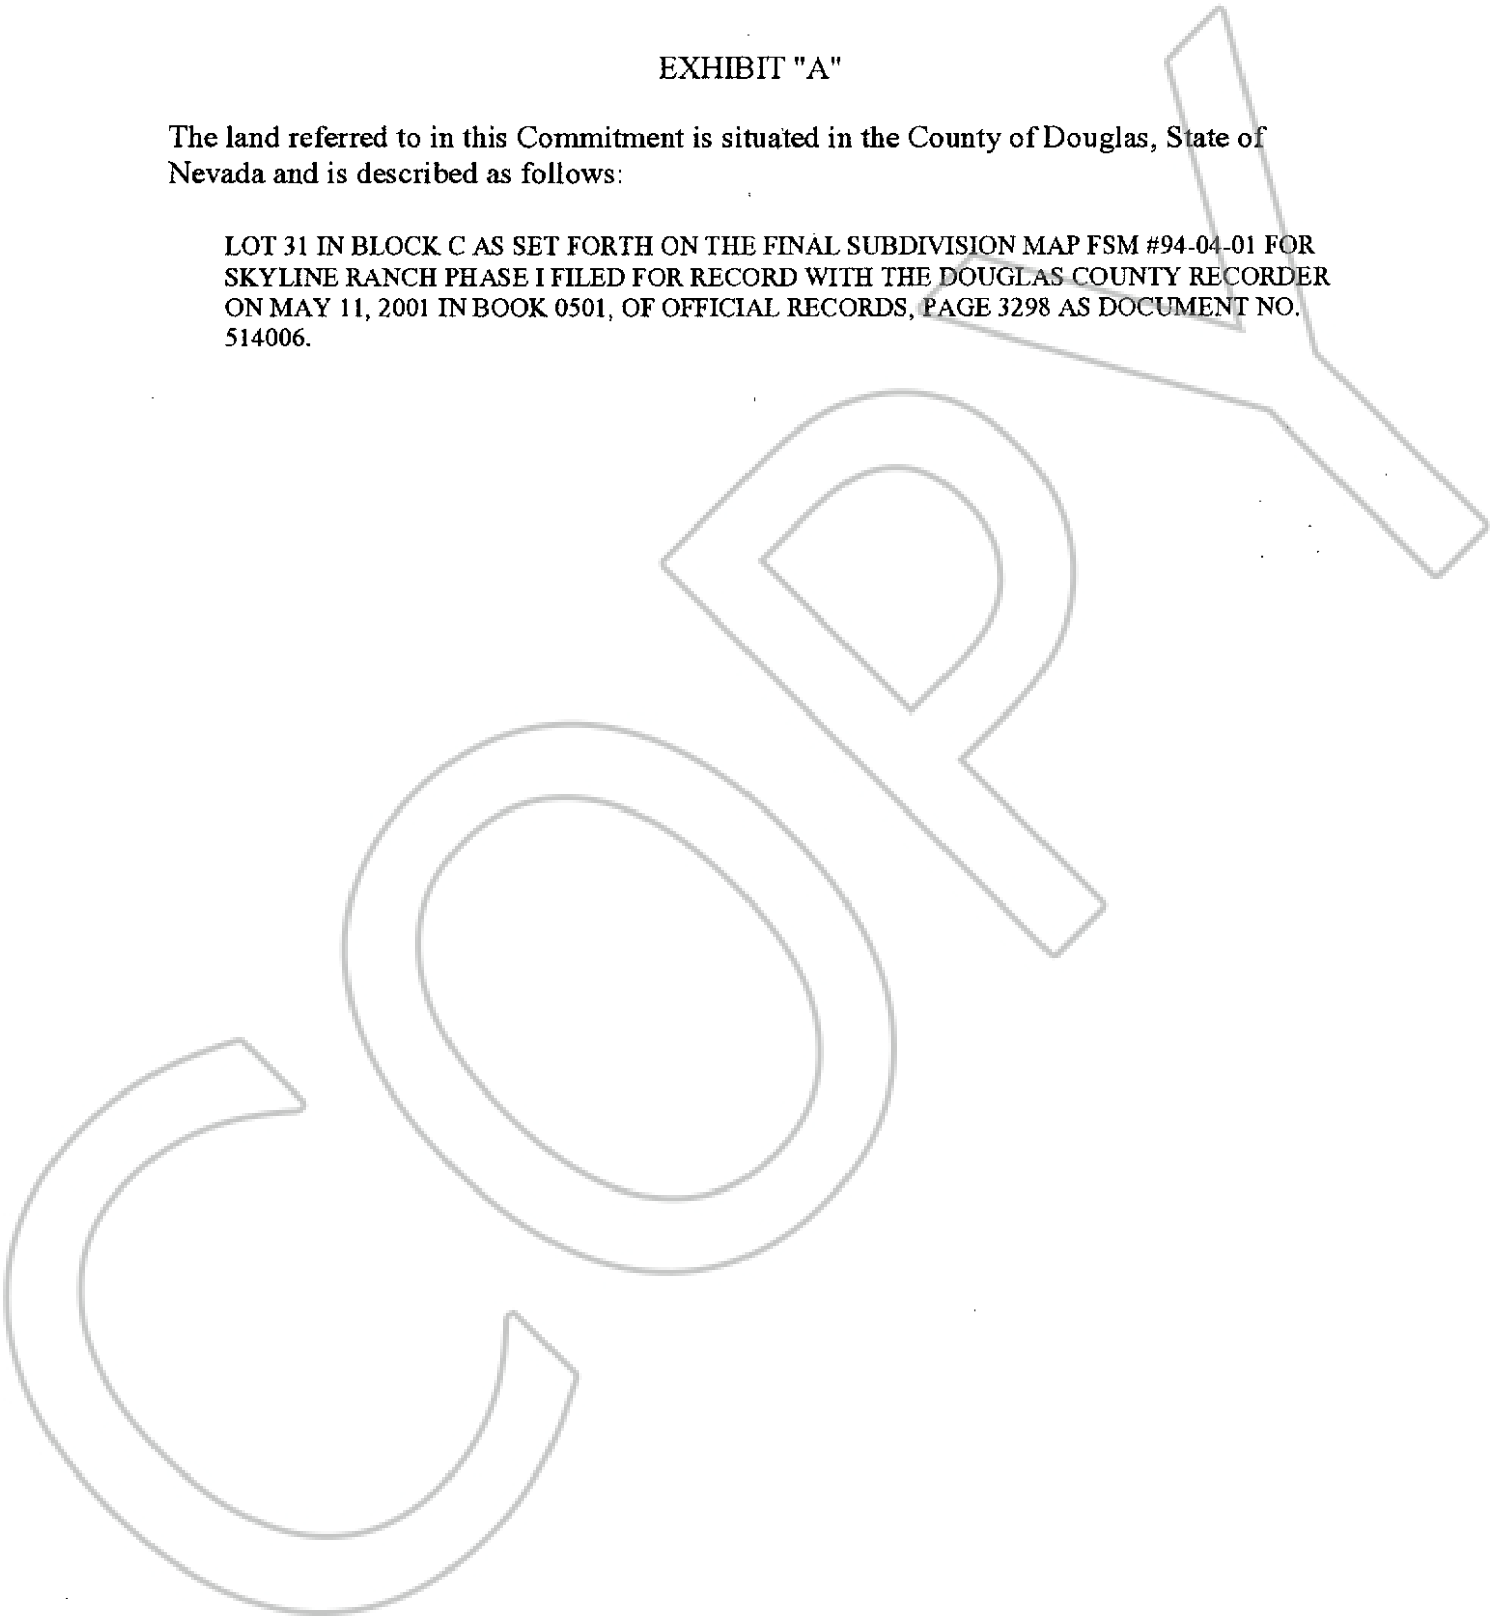 EXHIBIT "A"
The land referred to in this Commitment is situated in the County of Douglas, State of
Nevada and is described as follows:
LOT 31 IN BLOCK C AS SET FORTH ON THE FINAL SUBDIVISION MAP FSM #94-04-01 FOR
SKYLINE RANCH PHASE I FILED FOR RECORD WITH THE DOUGLAS COUNTY RECORDER
ON MAY 11, 2001 IN BOOK 0501, OF OFFICIAL RECORDS, PAGE 3298 AS DOCUMENT NO.
514006.
COPY